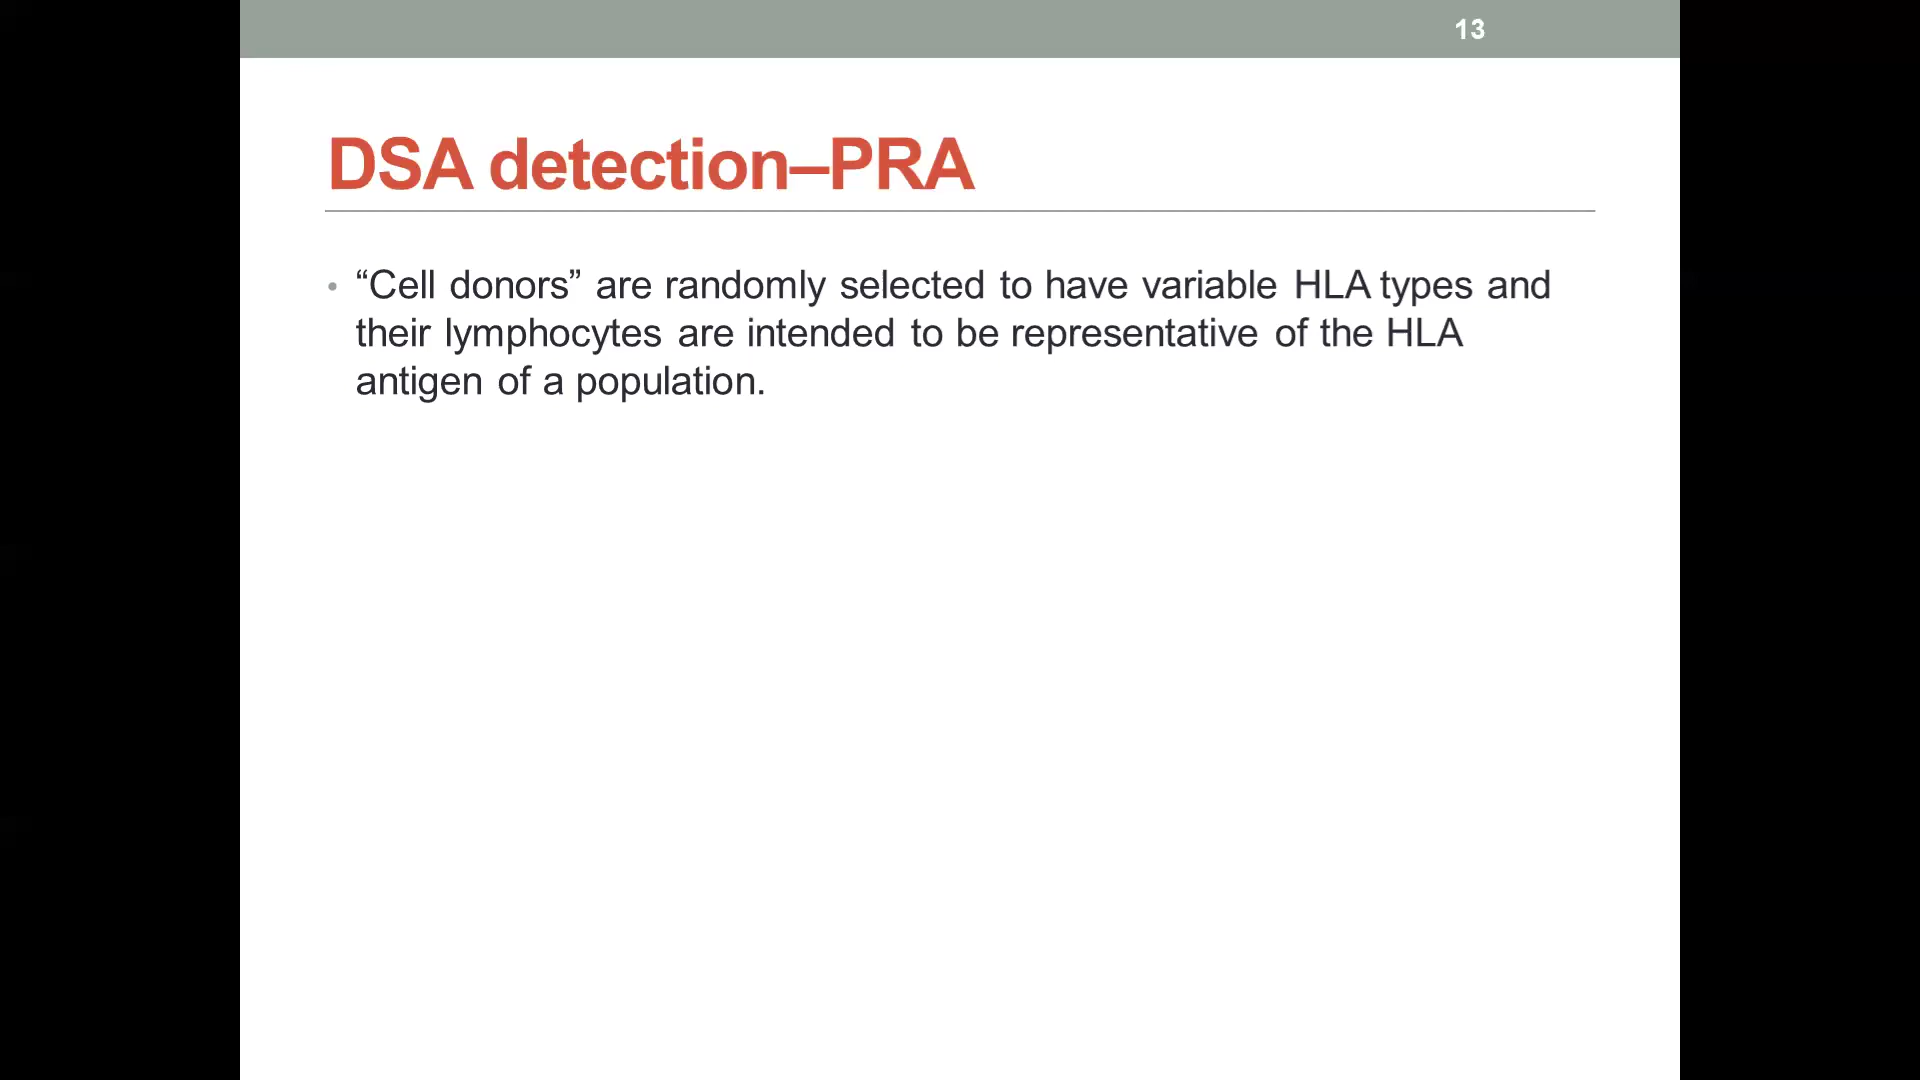 13
DSA detection–PRA
• “Cell donors” are randomly selected to have variable HLA types and
their lymphocytes are intended to be representative of the HLA
antigen of a population.